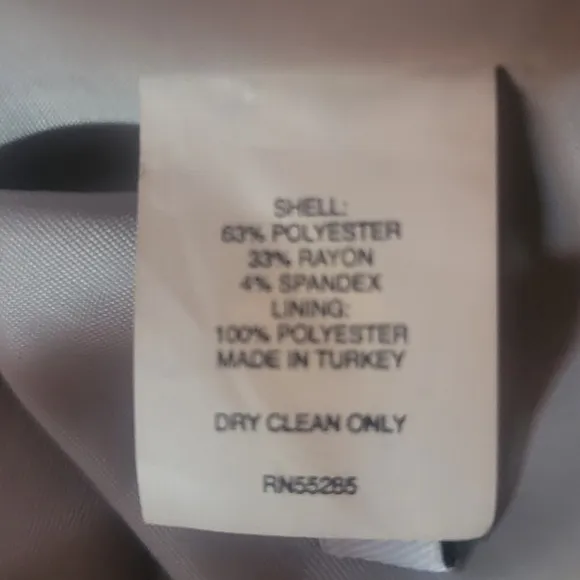 SHELL:
63% POLYESTER
33% RAYON
4% SPANDEX
LINING:
100% POLYESTER
MADE IN TURKEY
DRY CLEAN ONLY
RN55285